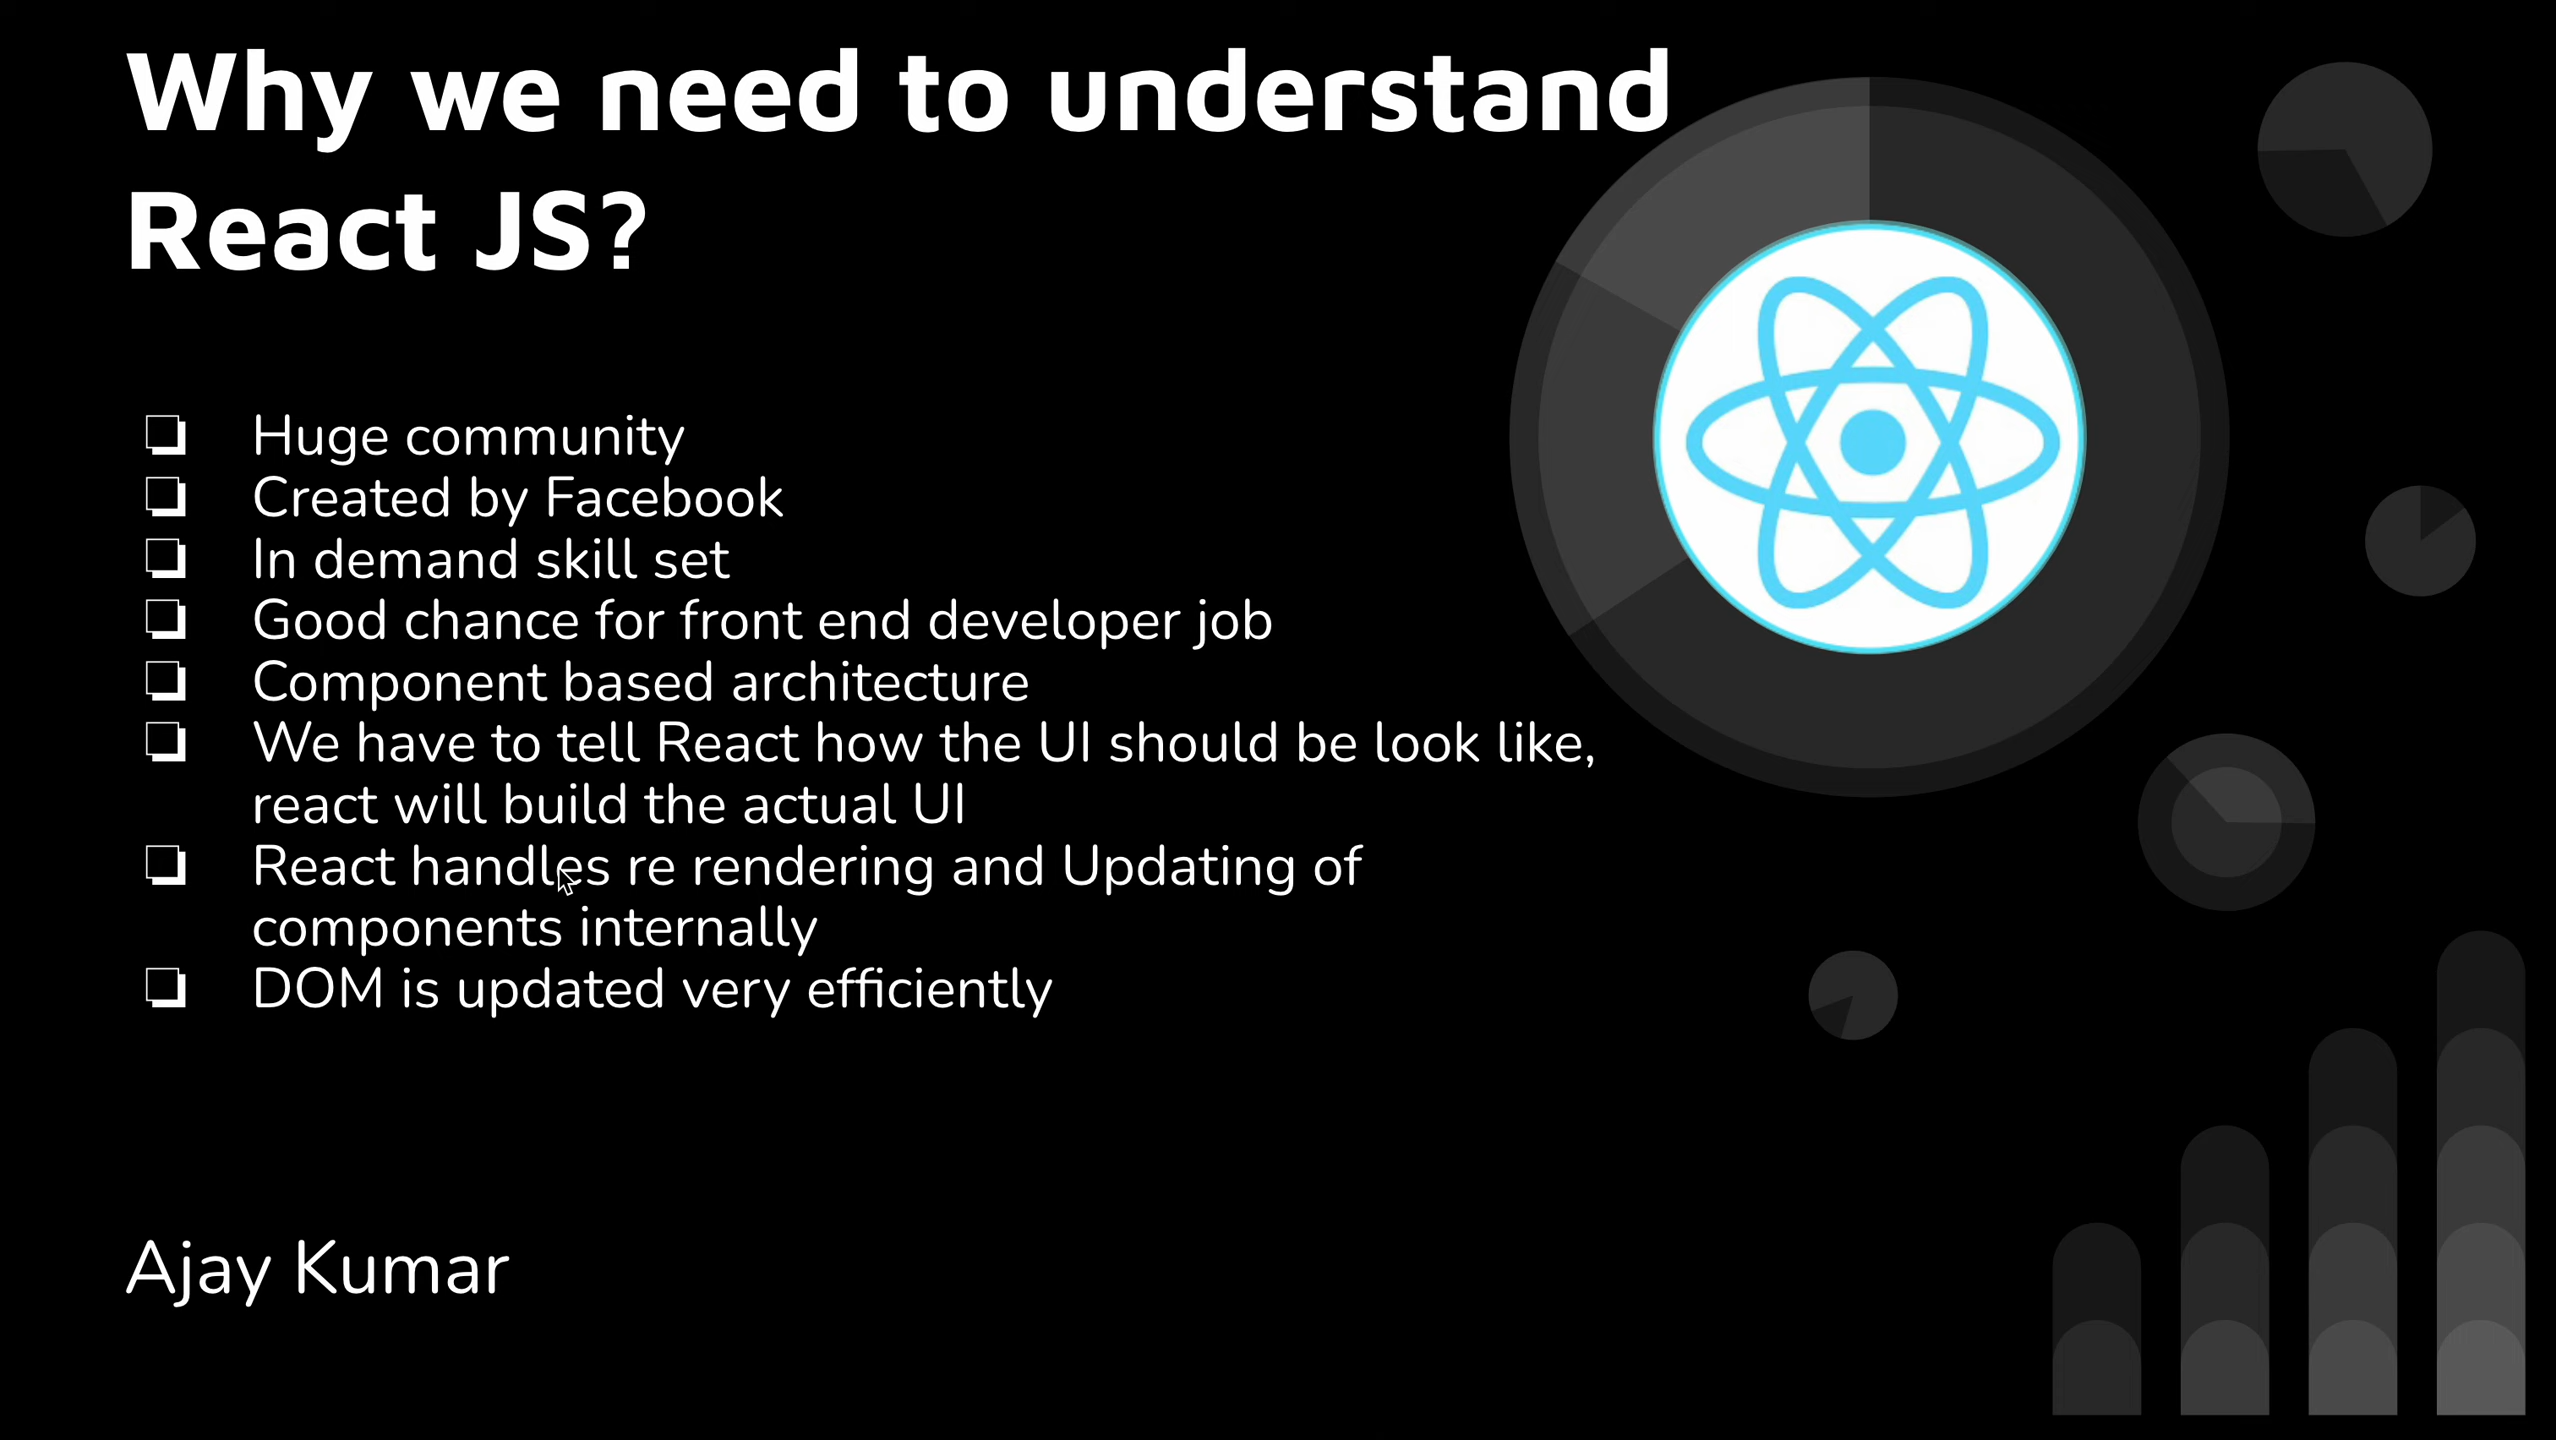 Why we need to understand
React JS?
❏ Huge community
❏ Created by Facebook
❏ In demand skill set
❏ Good chance for front end developer job
❏ Component based architecture
❏ We have to tell React how the UI should be look like,
react will build the actual UI
❏ React handles re rendering and Updating of
components internally
❏ DOM is updated very efficiently
Ajay Kumar